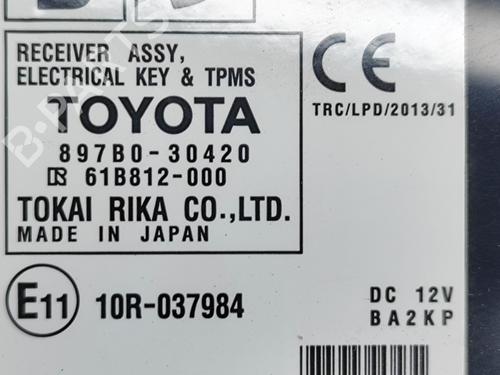 RECEIVER ASSY,
ELECTRICAL KEY & TPMS
TOYOTA
897B0-30420
61B812-000
TOKAI RIKA CO.,LTD.
MADE IN JAPAN
CE
TRC/LPD/2013/31
E11 10R-037984
DC 12V
BA2KP
B-PARTS